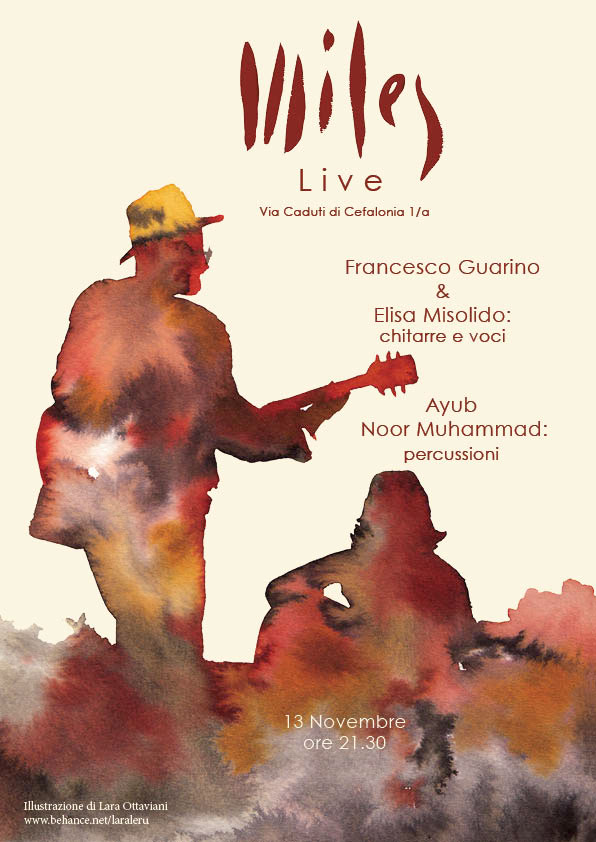 Miles
Live
Via Caduti di Cefalonia 1/a
Francesco Guarino
&
Elisa Misolido:
chitarre e voci
Ayub
Noor Muhammad:
percussioni
13 Novembre
ore 21.30
Illustrazione di Lara Ottaviani
www.behance.net/laraleru